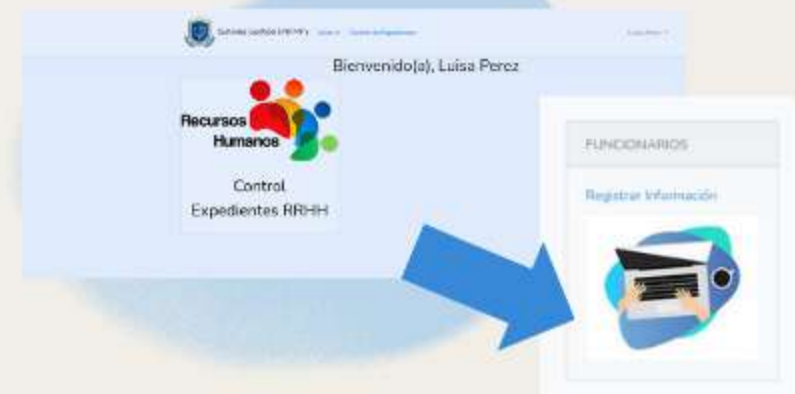 Bienvenido(a), Luisa Perez
Recursos
Humanos
Control
Expedientes RRHH
FUNCIONARIOS
Registrar Información